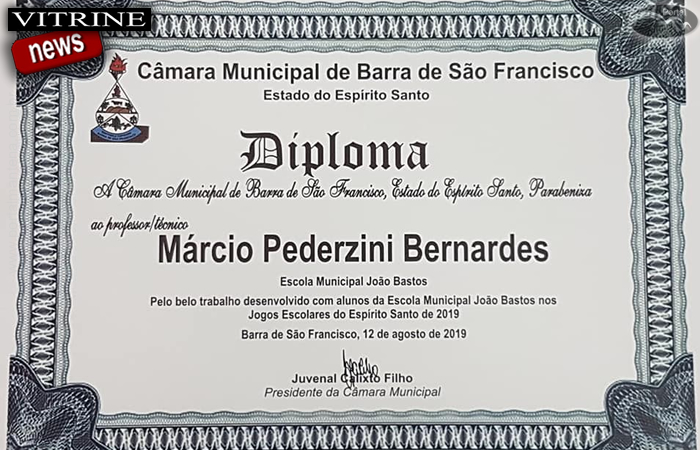 VITRINE
news
Câmara Municipal de Barra de São Francisco
Estado do Espírito Santo
Diploma
A Câmara Municipal de Barra de São Francisco, Estado do Espírito Santo, Parabeniza
ao professor/técnico
Márcio Pederzini Bernardes
Escola Municipal João Bastos
Pelo belo trabalho desenvolvido com alunos da Escola Municipal João Bastos nos
Jogos Escolares do Espírito Santo de 2019
Barra de São Francisco, 12 de agosto de 2019
Juvenal Calixto Filho
Presidente da Câmara Municipal